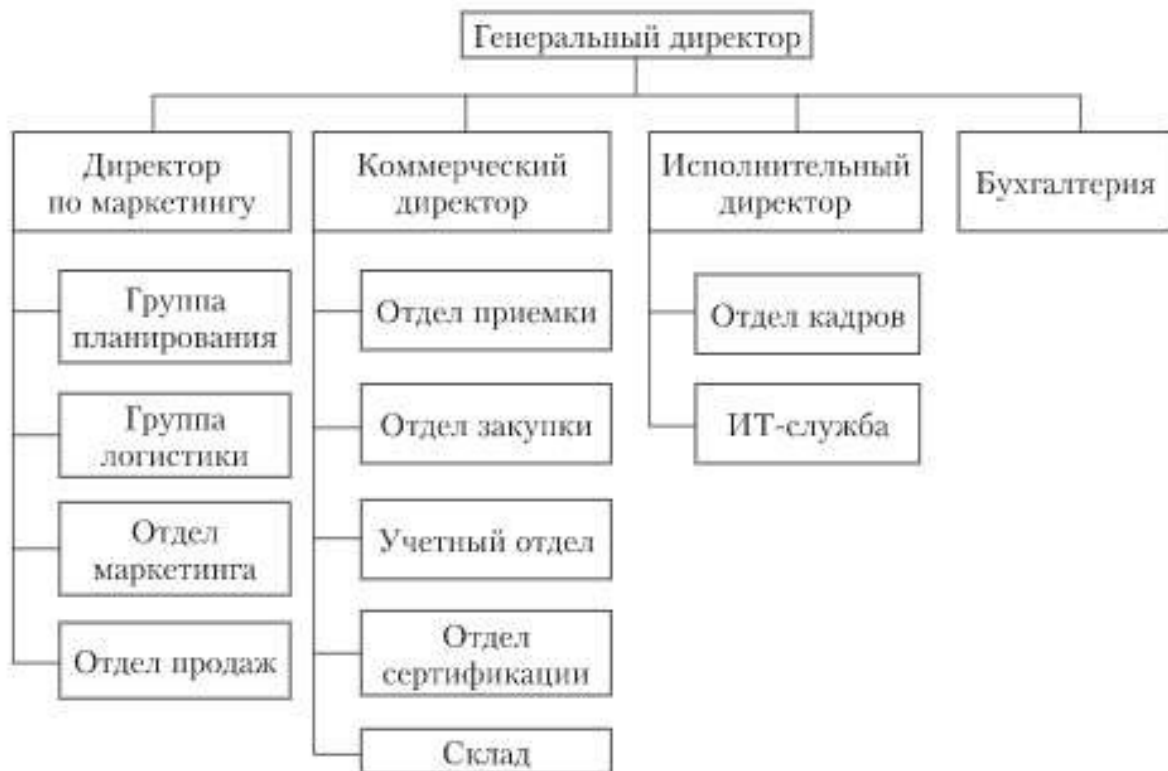 Генеральный директор
Директор
по маркетингу
Коммерческий
директор
Исполнительный
директор
Бухгалтерия
Группа
планирования
Группа
логистики
Отдел
маркетинга
Отдел продаж
Отдел приемки
Отдел закупки
Учетный отдел
Отдел
сертификации
Склад
Отдел кадров
ИТ-служба